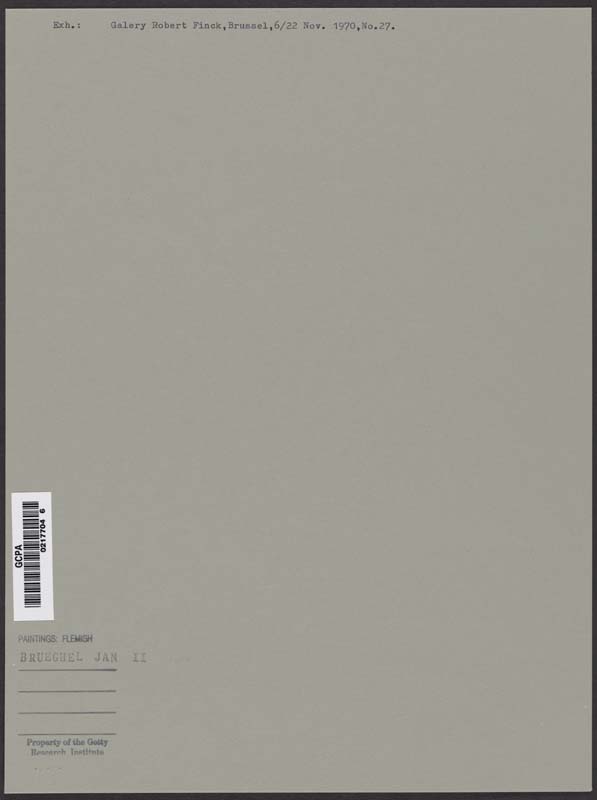 Exh.: Galery Robert Finck,Brussel,6/22 Nov. 1970,No.27.
GCPA
0217704 6
PAINTINGS: FLEMISH
BRUEGHEL JAN II
Property of the Getty
Research Institute